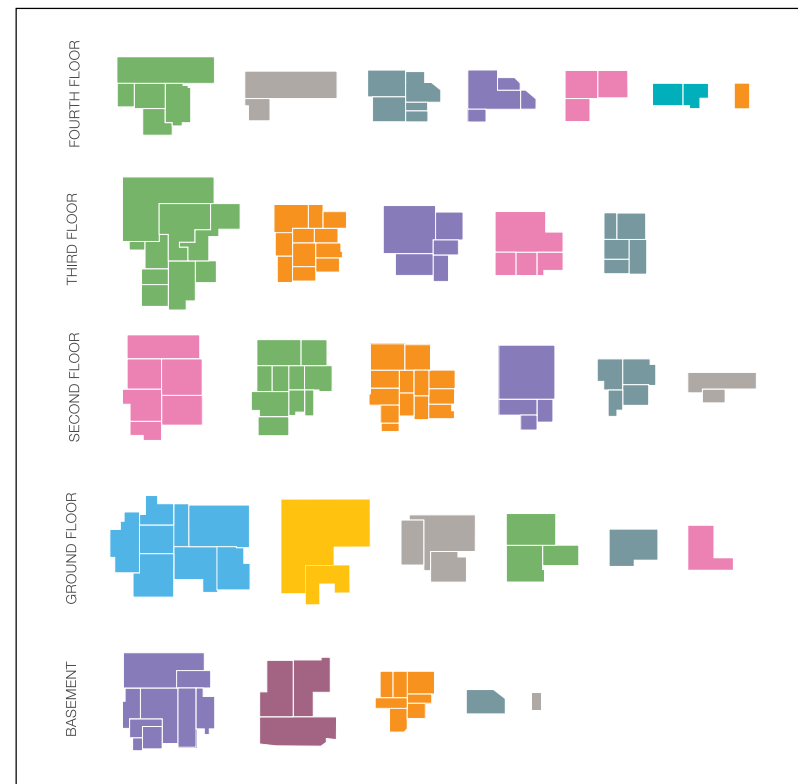 FOURTH FLOOR
THIRD FLOOR
SECOND FLOOR
GROUND FLOOR
BASEMENT